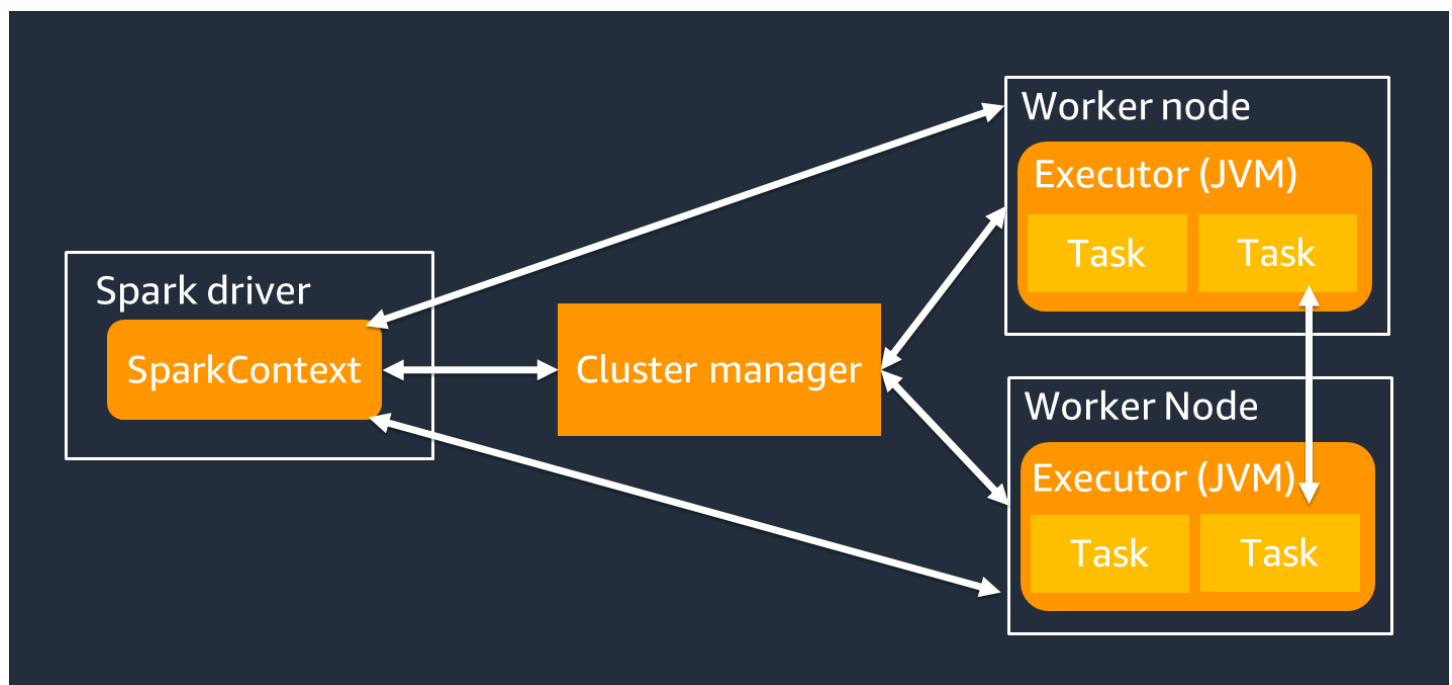 Spark driver
SparkContext
Cluster manager
Worker node
Executor (JVM)
Task
Task
Worker Node
Executor (JVM)
Task
Task